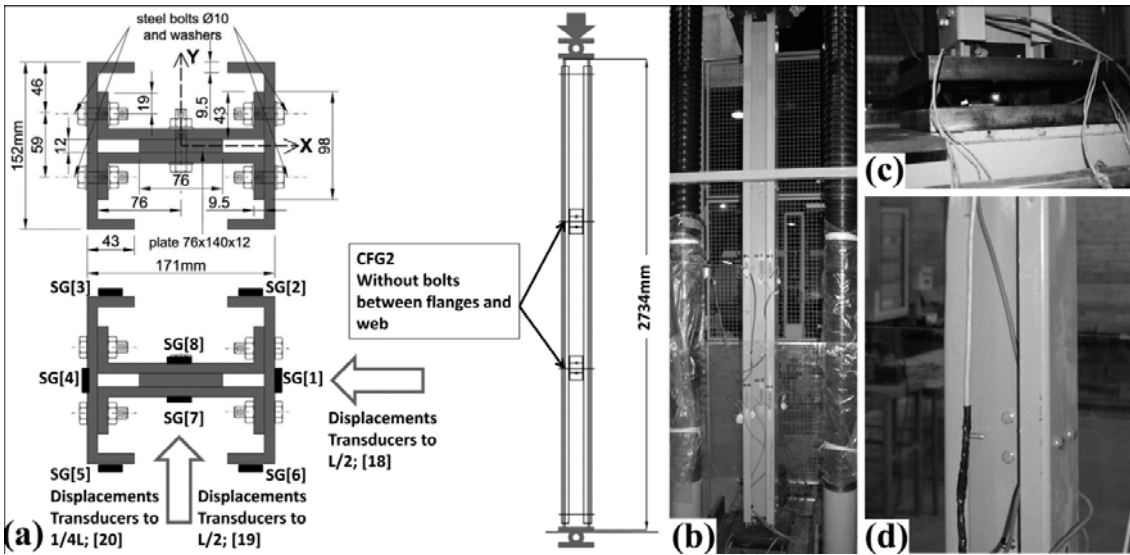 steel bolts Ø10
and washers
Y
X
46
59
152mm
12
19
9.5
43
98
76
76
9.5
43
plate 76x140x12
171mm
SG[3]
SG[2]
SG[8]
SG[4]
SG[1]
SG[7]
SG[5]
SG[6]
Displacements
Transducers to
L/2; [18]
Displacements
Transducers to
1/4L; [20]
Displacements
Transducers to
L/2; [19]
CFG2
Without bolts
between flanges and
web
2734mm
(a)
(b)
(c)
(d)